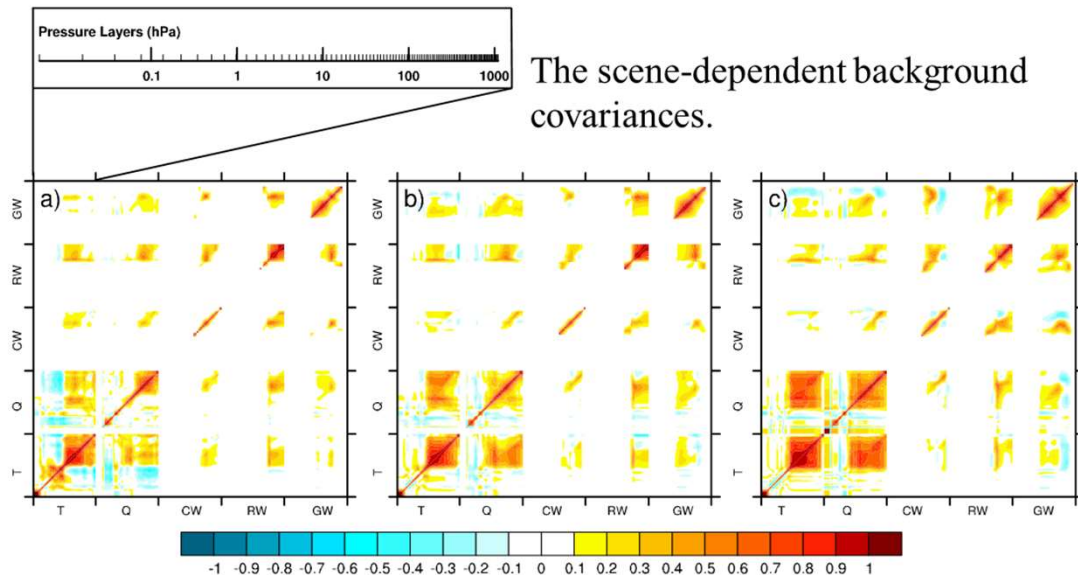 Pressure Layers (hPa)
0.1 1 10 100 1000
The scene-dependent background
covariances.
a) b) c)
GW GW GW
RW RW RW
CW CW CW
Q Q Q
T T T
T Q CW RW GW T Q CW RW GW T Q CW RW GW
-1 -0.9 -0.8 -0.7 -0.6 -0.5 -0.4 -0.3 -0.2 -0.1 0 0.1 0.2 0.3 0.4 0.5 0.6 0.7 0.8 0.9 1